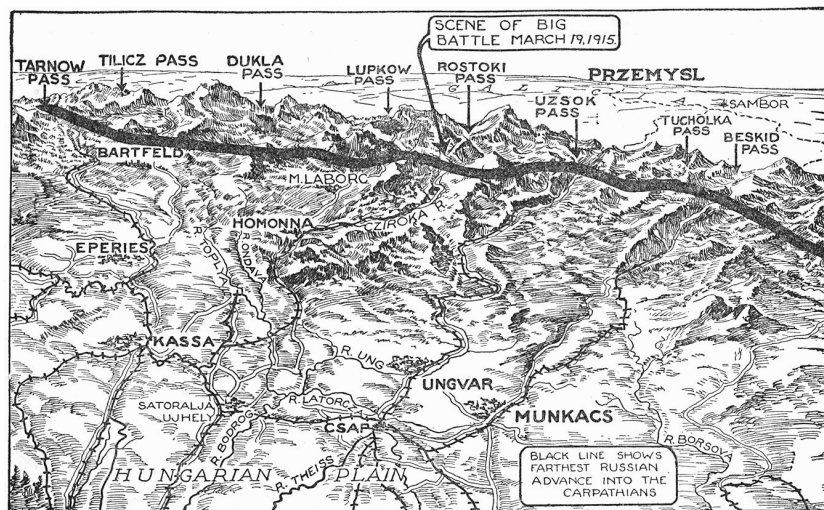 SCENE OF BIG
BATTLE MARCH 19, 1915.
TARNOW
PASS
TILICZ PASS
DUKLA
PASS
LUPKOW
PASS
ROSTOKI
PASS
PRZEMYSL
GALICIA
SAMBOR
UZSOK
PASS
TUCHOLKA
PASS
BESKID
PASS
BARTFELD
M. LABORC
HOMONNA
CZIROKA R.
EPERIES
R. TOPLYA
R. ONDAVA
KASSA
R. UNG
UNGVAR
SATORALJA
UJHELY
R. BODROG
R. LATORC
CSAP
MUNKACS
R. BORSOVA
HUNGARIAN PLAIN
R. THEISS
BLACK LINE SHOWS
FARTHEST RUSSIAN
ADVANCE INTO THE
CARPATHIANS